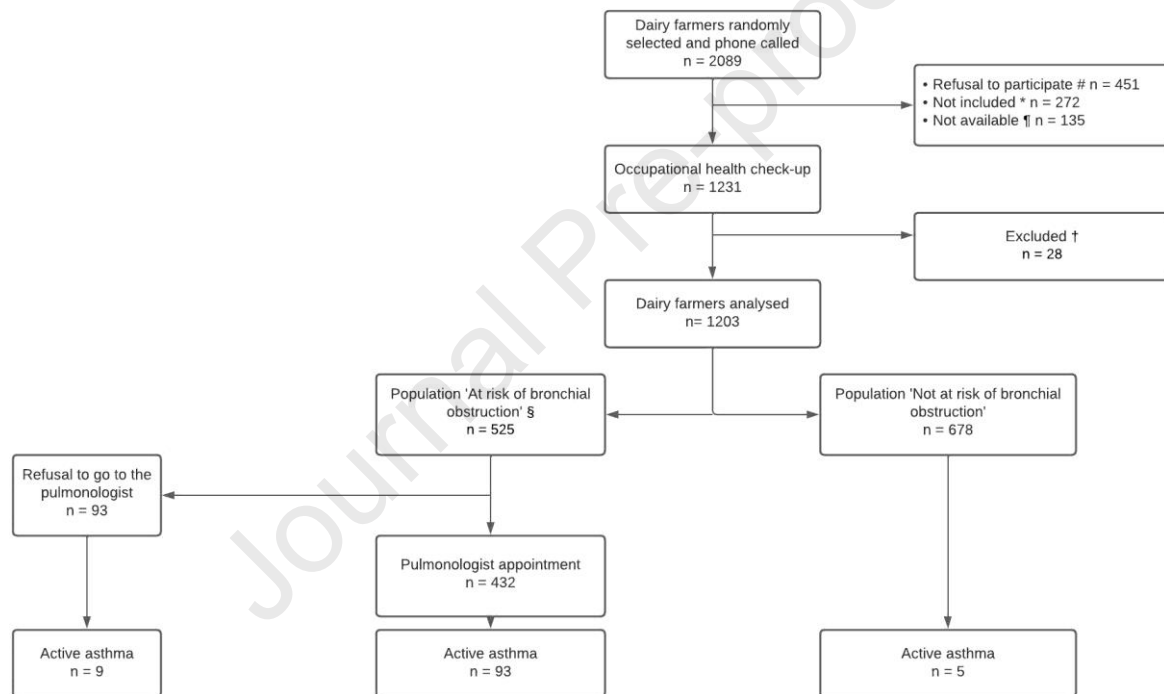 Dairy farmers randomly
selected and phone called
n = 2089
• Refusal to participate # n = 451
• Not included * n = 272
• Not available ¶ n = 135
Occupational health check-up
n = 1231
Excluded †
n = 28
Dairy farmers analysed
n= 1203
Population 'At risk of bronchial
obstruction' §
n = 525
Population 'Not at risk of bronchial
obstruction'
n = 678
Refusal to go to the
pulmonologist
n = 93
Pulmonologist appointment
n = 432
Active asthma
n = 9
Active asthma
n = 93
Active asthma
n = 5
Journal Pre-proo